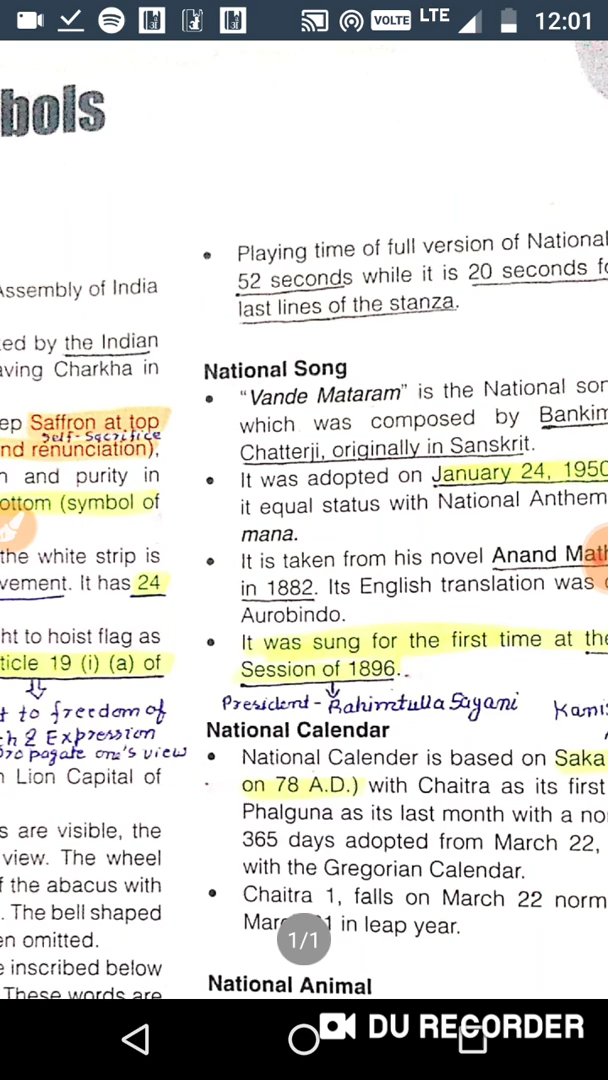 VOLTE LTE 12:01
bols
Assembly of India
ed by the Indian
aving Charkha in
ep Saffron at top
Self-Sacrifice
nd renunciation),
n and purity in
ottom (symbol of
the white strip is
vement. It has 24
ht to hoist flag as
ticle 19 (i) (a) of
t to freedom of
h & Expression
propagate one's view
n Lion Capital of
s are visible, the
view. The wheel
f the abacus with
. The bell shaped
en omitted.
e inscribed below
These words are
• Playing time of full version of National
52 seconds while it is 20 seconds fo
last lines of the stanza.
National Song
• "Vande Mataram" is the National son
which was composed by Bankim
Chatterji, originally in Sanskrit.
• It was adopted on January 24, 1950
it equal status with National Anthem
mana.
• It is taken from his novel Anand Math
in 1882. Its English translation was
Aurobindo.
• It was sung for the first time at the
Session of 1896.
President - Rahimtulla Sayani Kani
National Calendar
• National Calender is based on Saka
on 78 A.D.) with Chaitra as its first
Phalguna as its last month with a no
365 days adopted from March 22,
with the Gregorian Calendar.
• Chaitra 1, falls on March 22 norm
Mar 1 in leap year.
1/1
National Animal
DU RECORDER